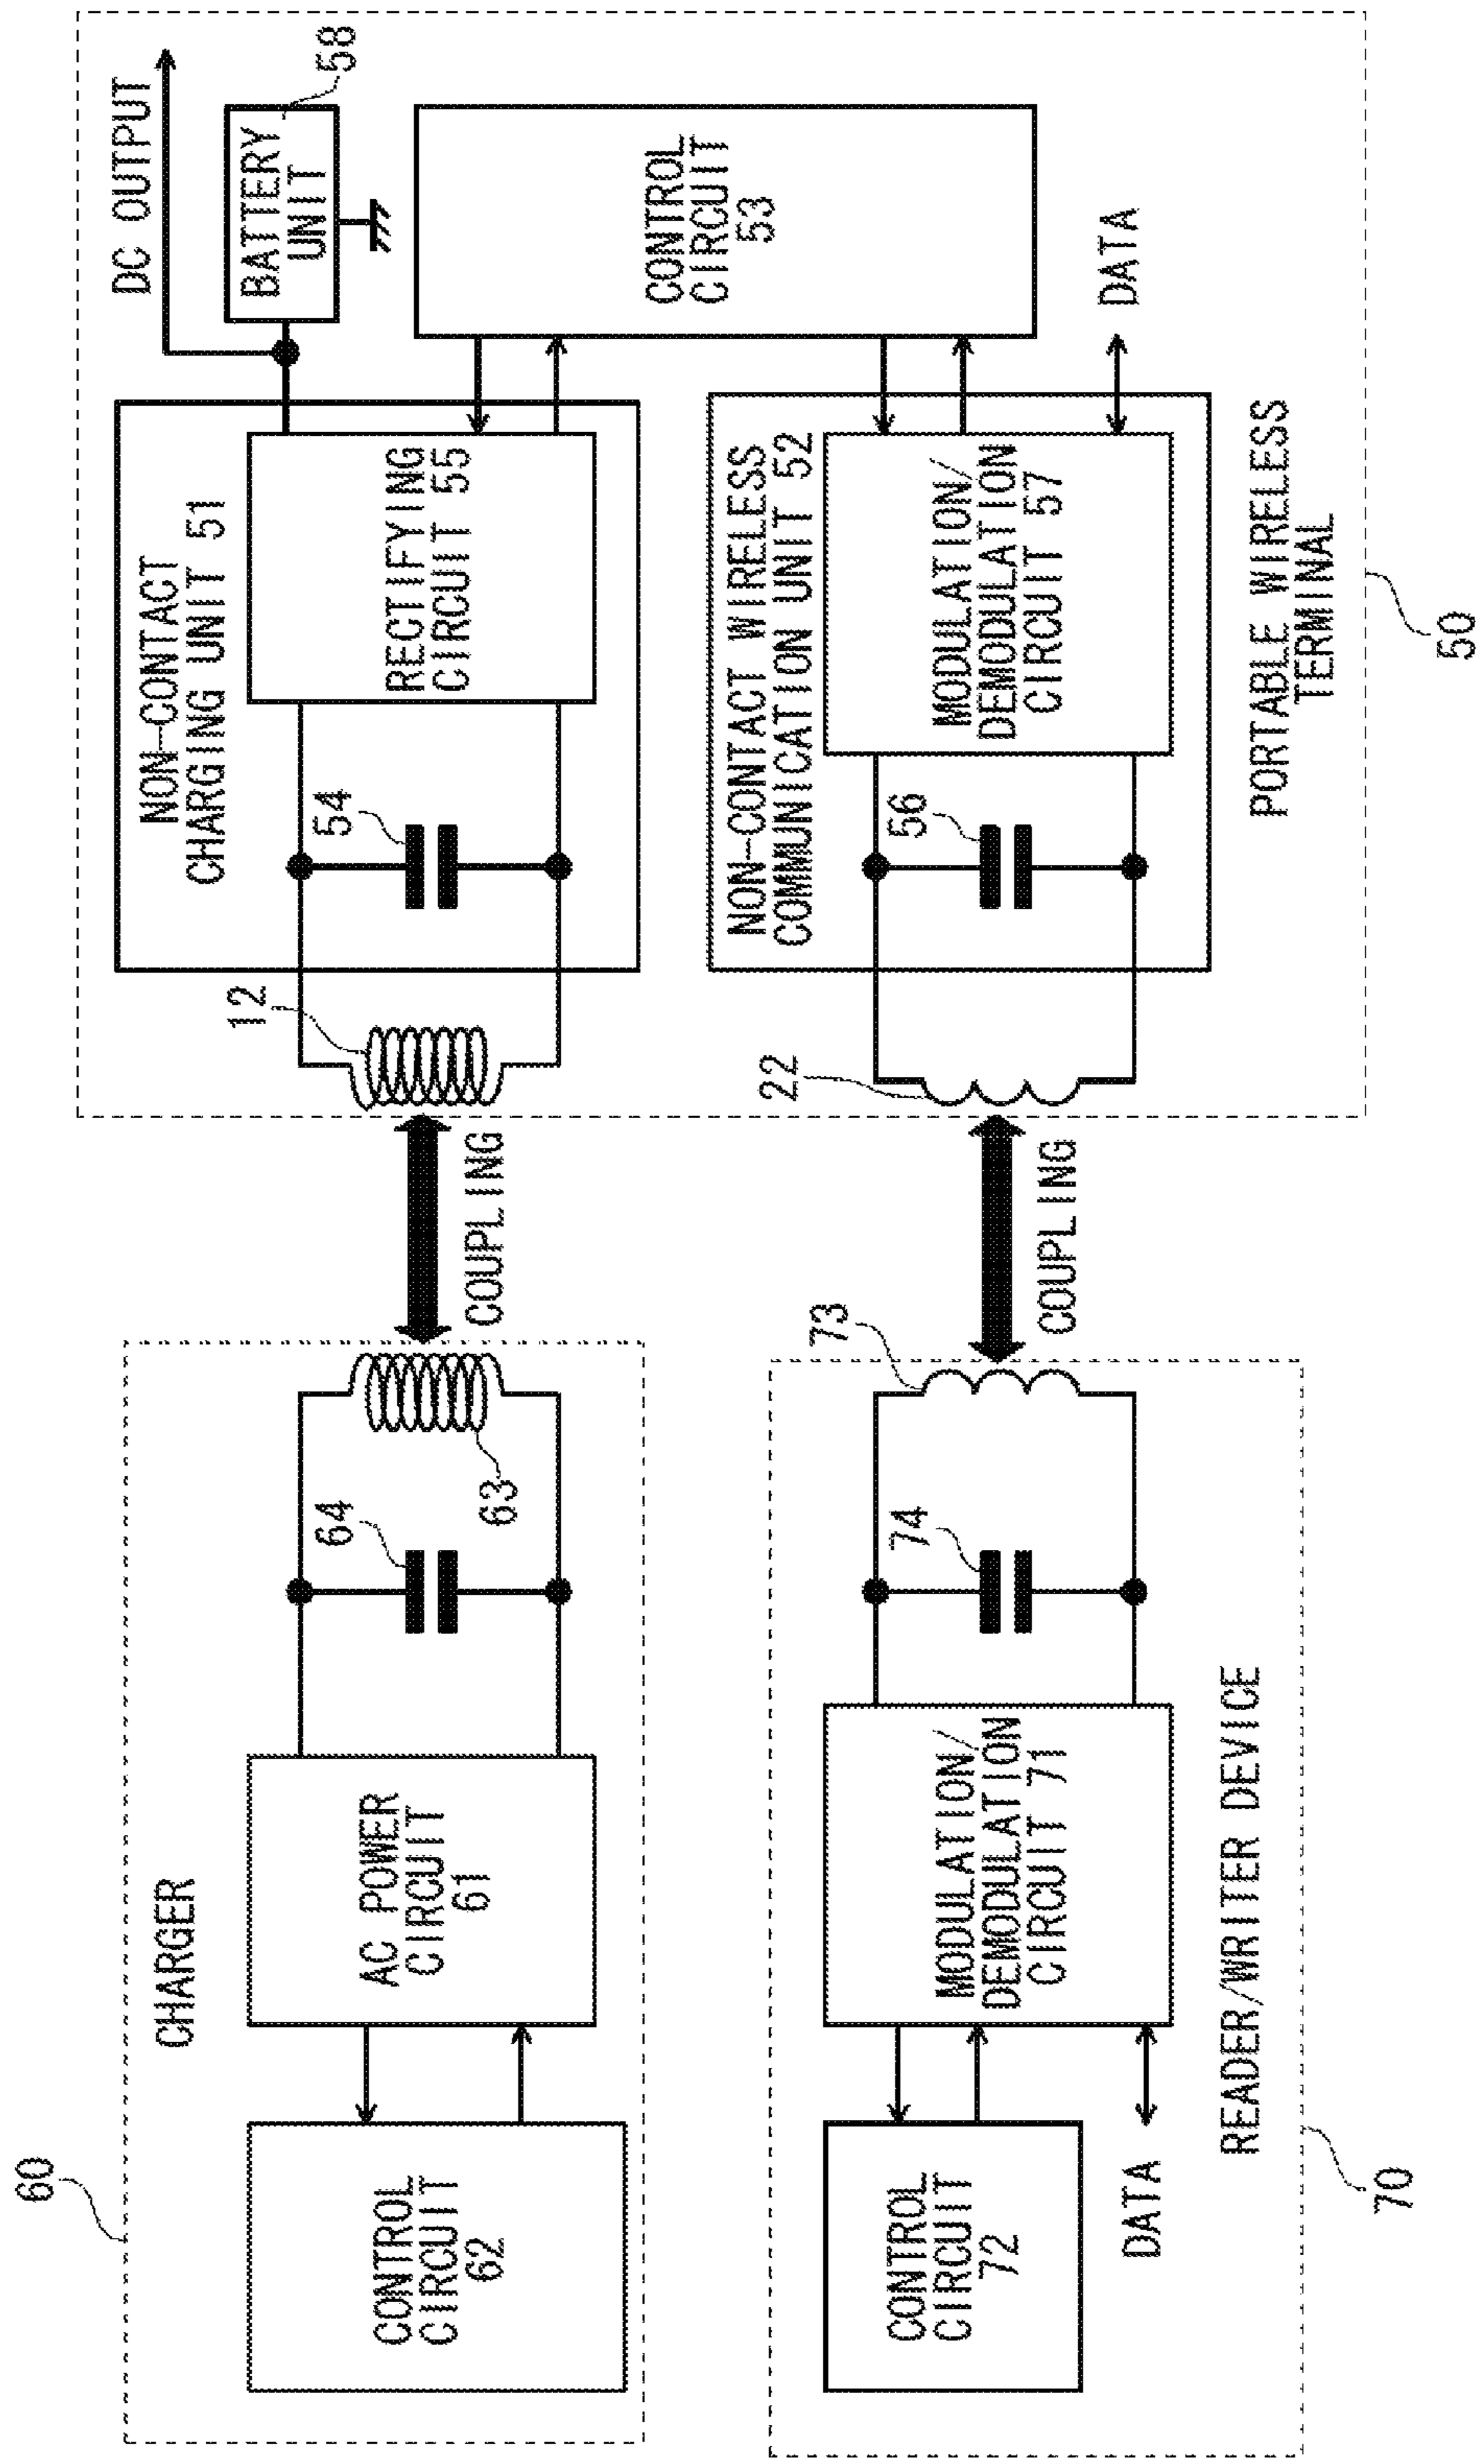 60
CHARGER
CONTROL
CIRCUIT
62
AC POWER
CIRCUIT
61
64
63
COUPLING
12
NON-CONTACT
CHARGING UNIT 51
54
RECTIFYING
CIRCUIT 55
DC OUTPUT
BATTERY
UNIT
58
CONTROL
CIRCUIT
53
CONTROL
CIRCUIT
72
DATA
MODULATION/
DEMODULATION
CIRCUIT 71
74
73
READER/WRITER DEVICE
70
COUPLING
22
NON-CONTACT WIRELESS
COMMUNICATION UNIT 52
56
MODULATION/
DEMODULATION
CIRCUIT 57
DATA
PORTABLE WIRELESS
TERMINAL
50